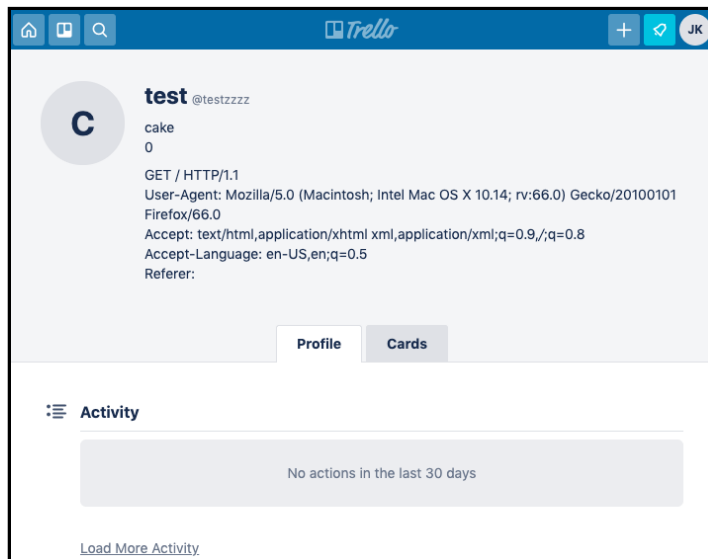 Trello
JK
C
test @testzzzz
cake
0
GET / HTTP/1.1
User-Agent: Mozilla/5.0 (Macintosh; Intel Mac OS X 10.14; rv:66.0) Gecko/20100101
Firefox/66.0
Accept: text/html,application/xhtml xml,application/xml;q=0.9,/;q=0.8
Accept-Language: en-US,en;q=0.5
Referer:
Profile Cards
Activity
No actions in the last 30 days
Load More Activity